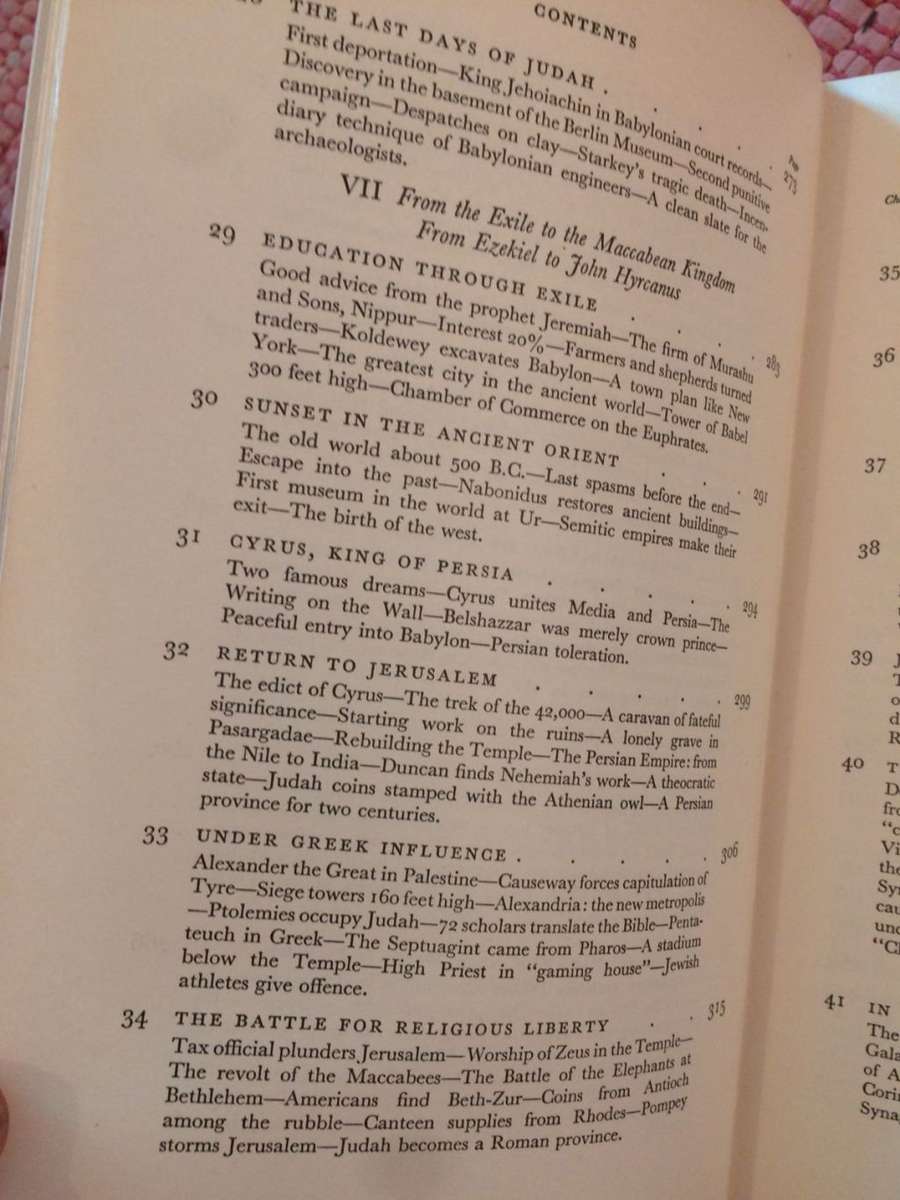 CONTENTS
THE LAST DAYS OF JUDAH . . . . . 273
First deportation—King Jehoiachin in Babylonian court records—
Discovery in the basement of the Berlin Museum—Second punitive
campaign—Despatches on clay—Starkey's tragic death—Incen-
diary technique of Babylonian engineers—A clean slate for the
archaeologists.
VII From the Exile to the Maccabean Kingdom
From Ezekiel to John Hyrcanus
29 EDUCATION THROUGH EXILE . . . . 283
Good advice from the prophet Jeremiah—The firm of Murashu
and Sons, Nippur—Interest 20%—Farmers and shepherds turned
traders—Koldewey excavates Babylon—A town plan like New
York—The greatest city in the ancient world—Tower of Babel
300 feet high—Chamber of Commerce on the Euphrates.
30 SUNSET IN THE ANCIENT ORIENT . . . 291
The old world about 500 B.C.—Last spasms before the end—
Escape into the past—Nabonidus restores ancient buildings—
First museum in the world at Ur—Semitic empires make their
exit—The birth of the west.
31 CYRUS, KING OF PERSIA . . . . . 294
Two famous dreams—Cyrus unites Media and Persia—The
Writing on the Wall—Belshazzar was merely crown prince—
Peaceful entry into Babylon—Persian toleration.
32 RETURN TO JERUSALEM . . . . . 299
The edict of Cyrus—The trek of the 42,000—A caravan of fateful
significance—Starting work on the ruins—A lonely grave in
Pasargadae—Rebuilding the Temple—The Persian Empire: from
the Nile to India—Duncan finds Nehemiah's work—A theocratic
state—Judah coins stamped with the Athenian owl—A Persian
province for two centuries.
33 UNDER GREEK INFLUENCE . . . . . 306
Alexander the Great in Palestine—Causeway forces capitulation of
Tyre—Siege towers 160 feet high—Alexandria: the new metropolis
—Ptolemies occupy Judah—72 scholars translate the Bible—Penta-
teuch in Greek—The Septuagint came from Pharos—A stadium
below the Temple—High Priest in "gaming house"—Jewish
athletes give offence.
34 THE BATTLE FOR RELIGIOUS LIBERTY . . 315
Tax official plunders Jerusalem—Worship of Zeus in the Temple—
The revolt of the Maccabees—The Battle of the Elephants at
Bethlehem—Americans find Beth-Zur—Coins from Antioch
among the rubble—Canteen supplies from Rhodes—Pompey
storms Jerusalem—Judah becomes a Roman province.
35
36
37
38
39
40
41 IN
The
of A